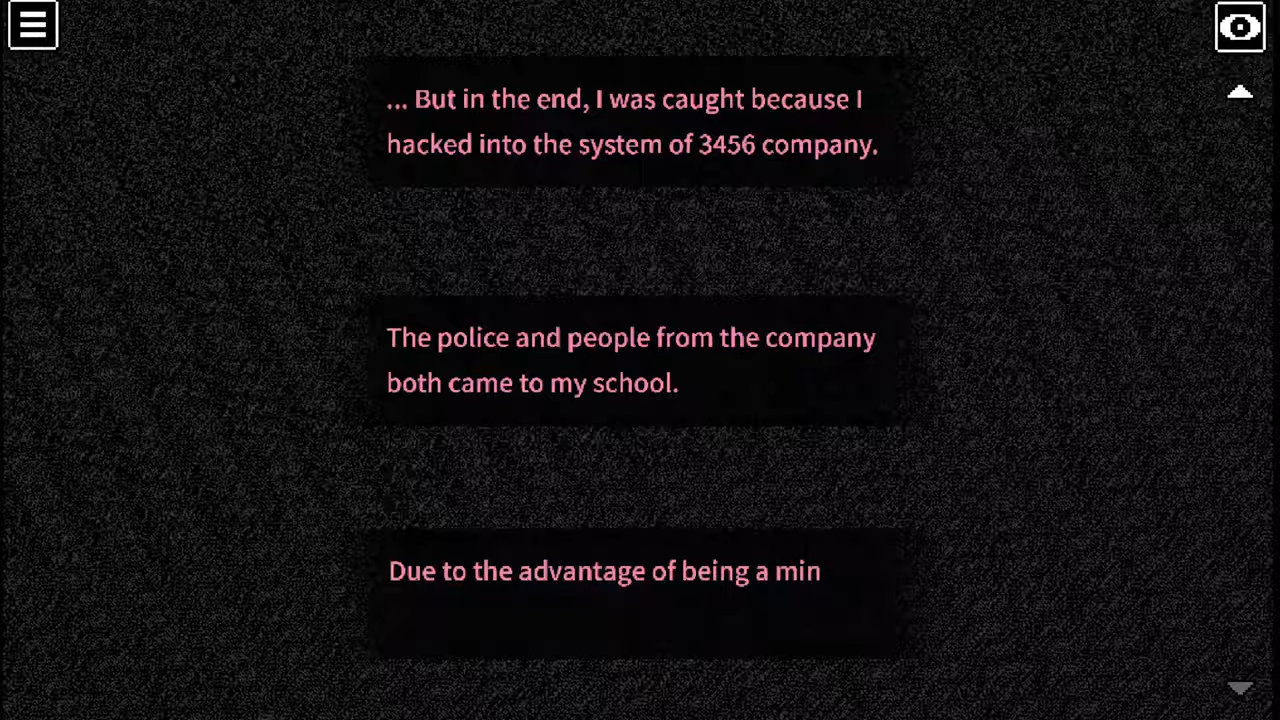 ... But in the end, I was caught because I
hacked into the system of 3456 company.
The police and people from the company
both came to my school.
Due to the advantage of being a min